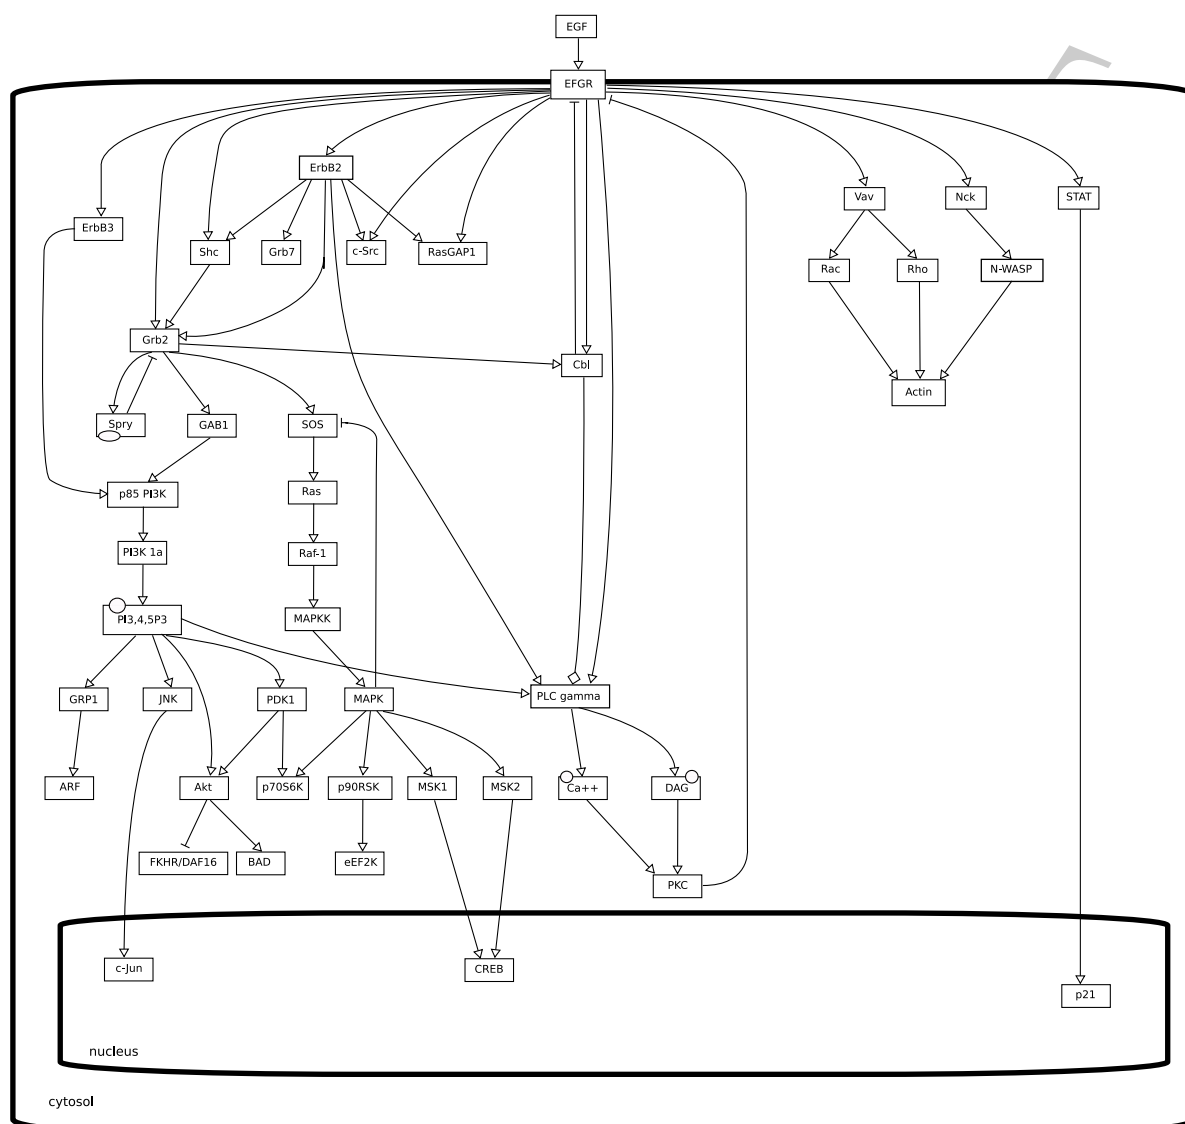 EGF
EFGR
ErbB2
Vav
Nck
STAT
ErbB3
Shc
Grb7
c-Src
RasGAP1
Rac
Rho
N-WASP
Grb2
Cbl
Actin
Spry
GAB1
SOS
p85 PI3K
Ras
PI3K 1a
Raf-1
PI3,4,5P3
MAPKK
GRP1
JNK
PDK1
MAPK
PLC gamma
ARF
Akt
p70S6K
p90RSK
MSK1
MSK2
Ca++
DAG
FKHR/DAF16
BAD
eEF2K
PKC
c-Jun
CREB
p21
nucleus
cytosol